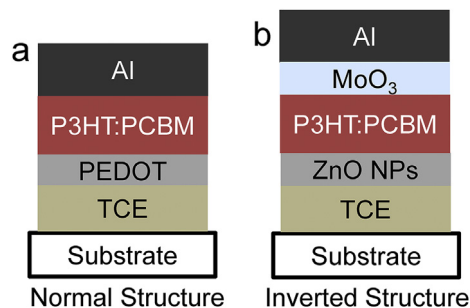 a
Al
P3HT:PCBM
PEDOT
TCE
Substrate
Normal Structure
b
Al
MoO₃
P3HT:PCBM
ZnO NPs
TCE
Substrate
Inverted Structure